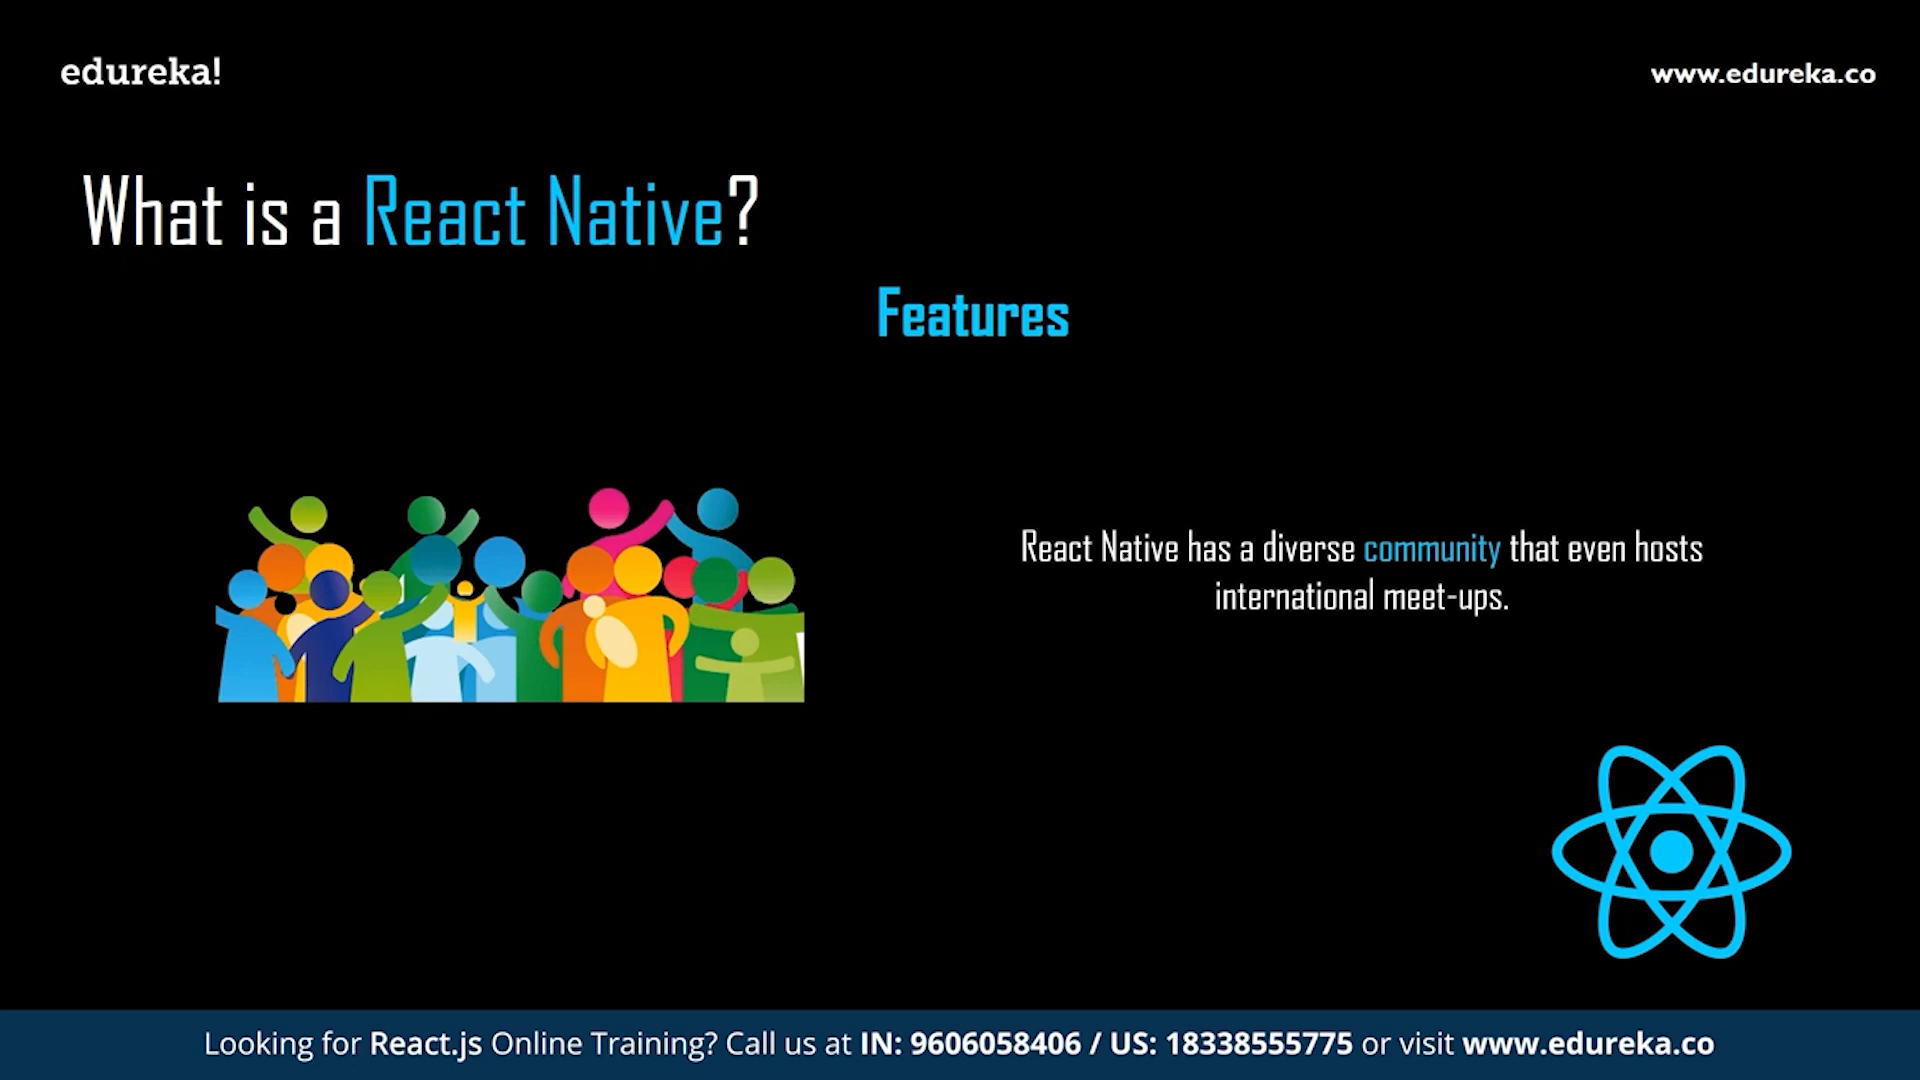 edureka!
www.edureka.co
What is a React Native?
Features
React Native has a diverse community that even hosts
international meet-ups.
Looking for React.js Online Training? Call us at IN: 9606058406 / US: 18338555775 or visit www.edureka.co